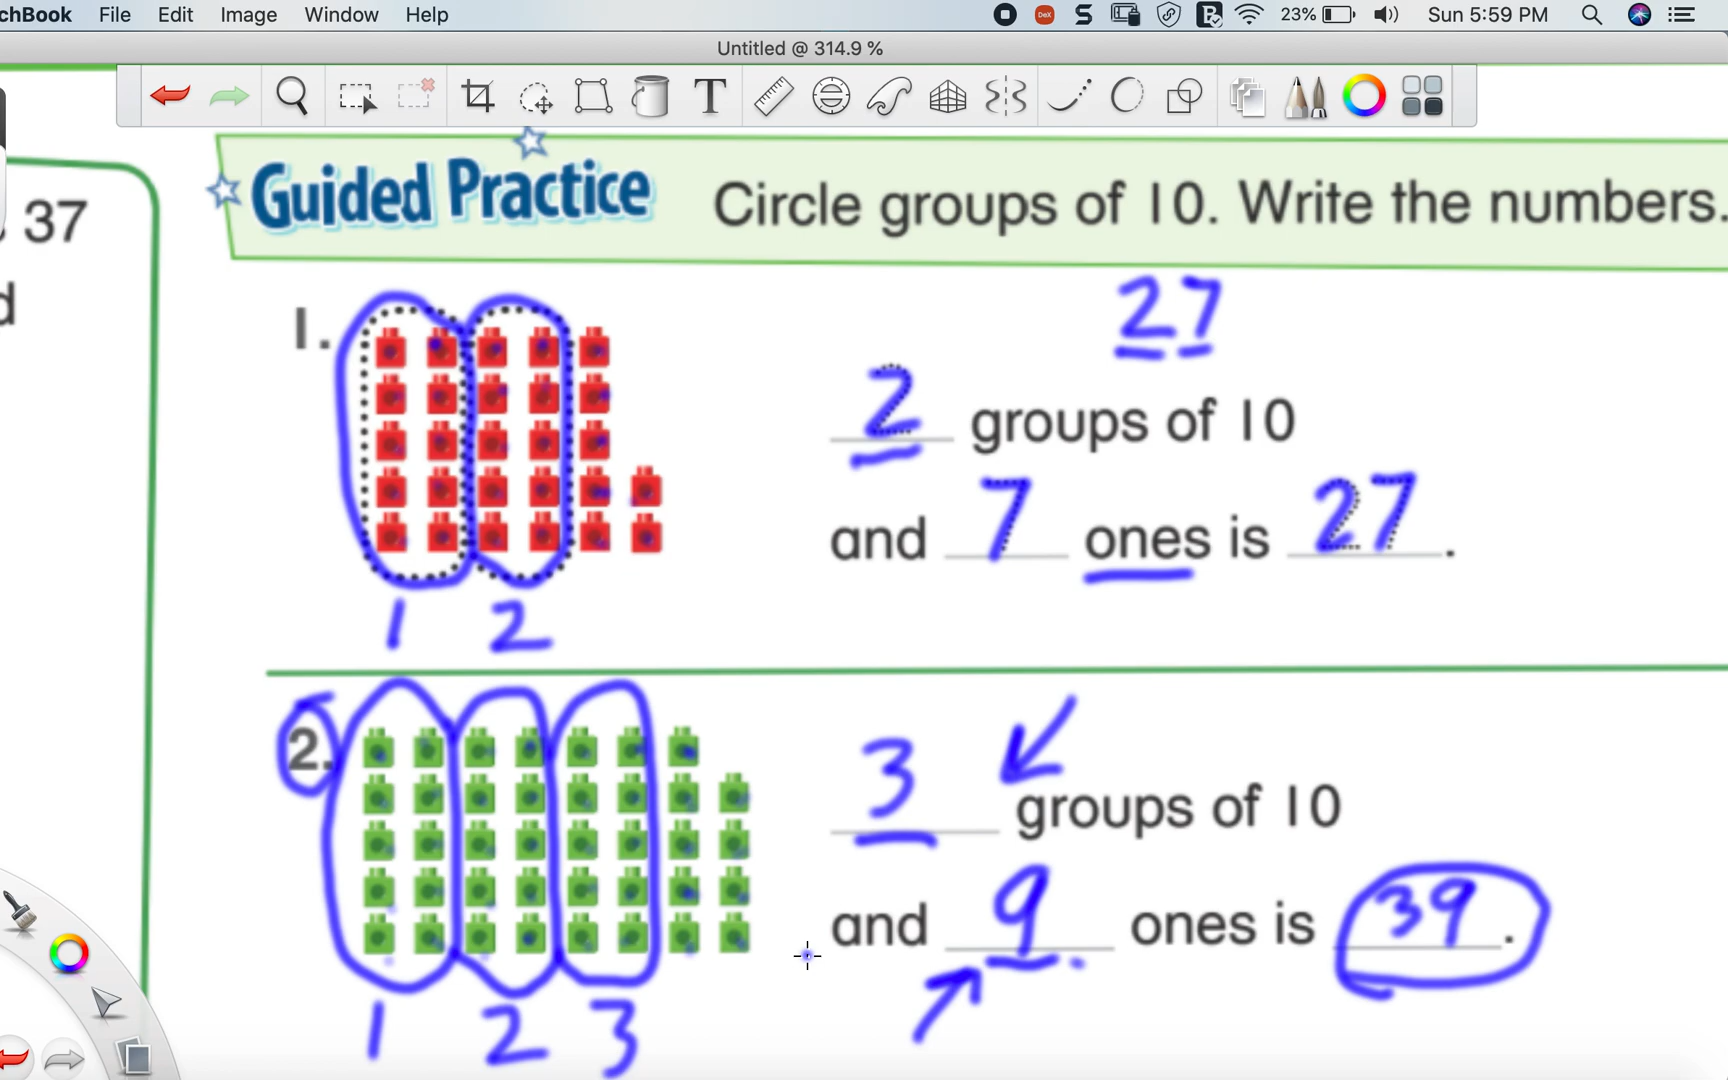 chBook File Edit Image Window Help DeX S B 23% Sun 5:59 PM
Untitled @ 314.9 %
T
37
d
Guided Practice Circle groups of 10. Write the numbers.
27
1.
2 groups of 10
and 7 ones is 27.
1 2
2.
3 groups of 10
and 9 ones is 39.
1 2 3